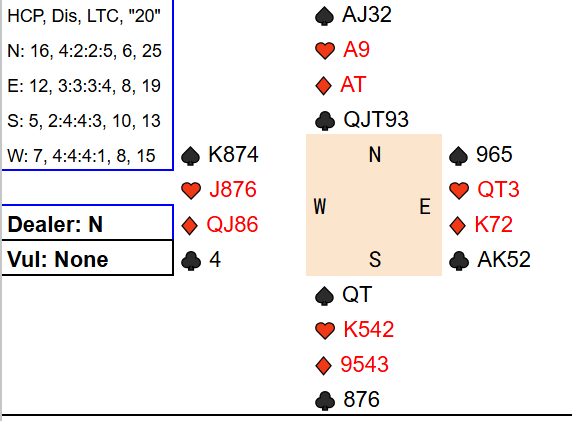 HCP, Dis, LTC, "20"
N: 16, 4:2:2:5, 6, 25
E: 12, 3:3:3:4, 8, 19
S: 5, 2:4:4:3, 10, 13
W: 7, 4:4:4:1, 8, 15
Dealer: N
Vul: None
♠ AJ32
♥ A9
♦ AT
♣ QJT93
♠ K874
♥ J876
♦ QJ86
♣ 4
N
W E
S
♠ 965
♥ QT3
♦ K72
♣ AK52
♠ QT
♥ K542
♦ 9543
♣ 876